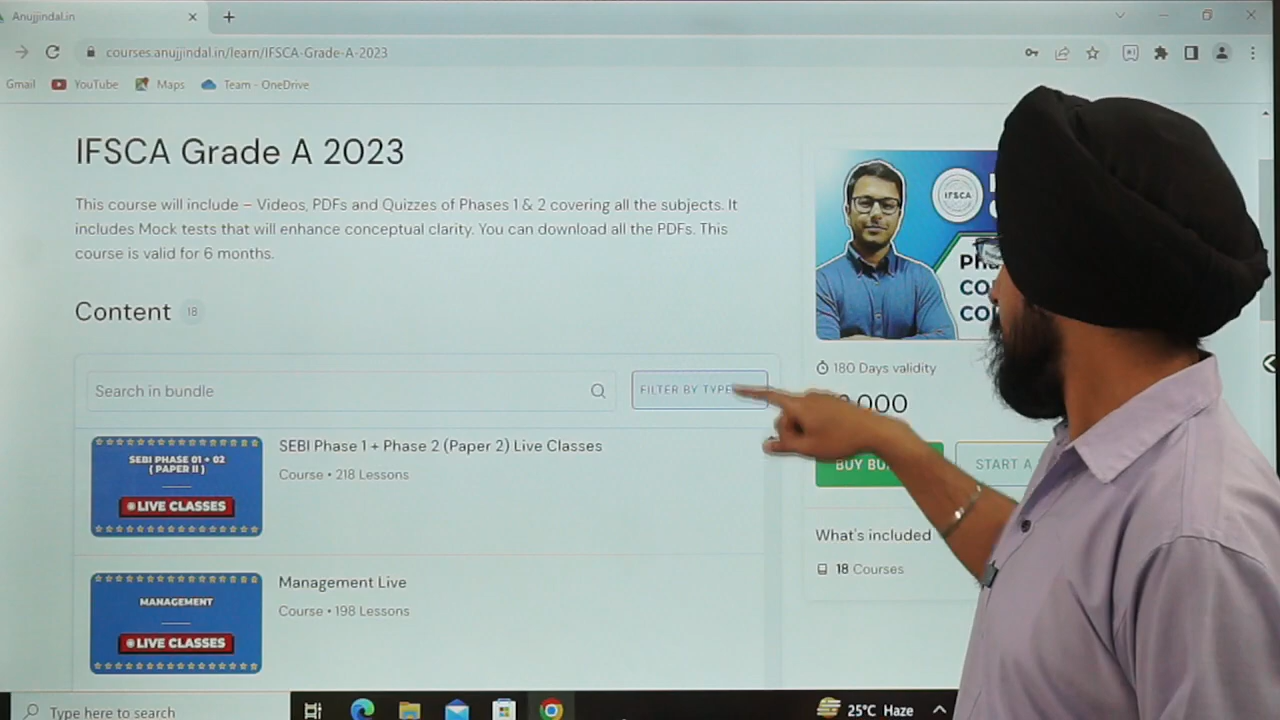 Anujjindal.in
courses.anujjindal.in/learn/IFSCA-Grade-A-2023
Gmail
YouTube
Maps
Team - OneDrive
IFSCA Grade A 2023
This course will include – Videos, PDFs and Quizzes of Phases 1 & 2 covering all the subjects. It
includes Mock tests that will enhance conceptual clarity. You can download all the PDFs. This
course is valid for 6 months.
Content 18
Search in bundle
FILTER BY TYPE
SEBI PHASE 01 + 02
( PAPER II )
LIVE CLASSES
SEBI Phase 1 + Phase 2 (Paper 2) Live Classes
Course • 218 Lessons
MANAGEMENT
LIVE CLASSES
Management Live
Course • 198 Lessons
IFSCA
180 Days validity
000
BUY
START A
What's included
18 Courses
Type here to search
25°C Haze